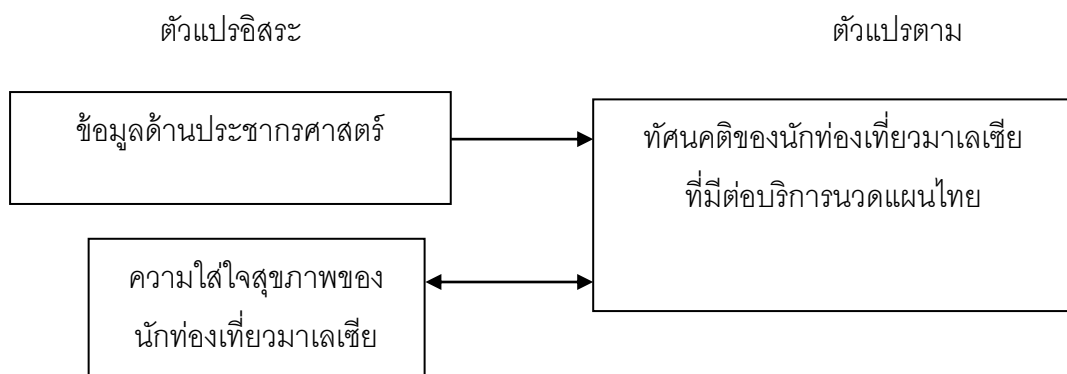 ตัวแปรอิสระ
ตัวแปรตาม
ข้อมูลด้านประชากรศาสตร์
ทัศนคติของนักท่องเที่ยวมาเลเซีย
ที่มีต่อบริการนวดแผนไทย
ความใส่ใจสุขภาพของ
นักท่องเที่ยวมาเลเซีย